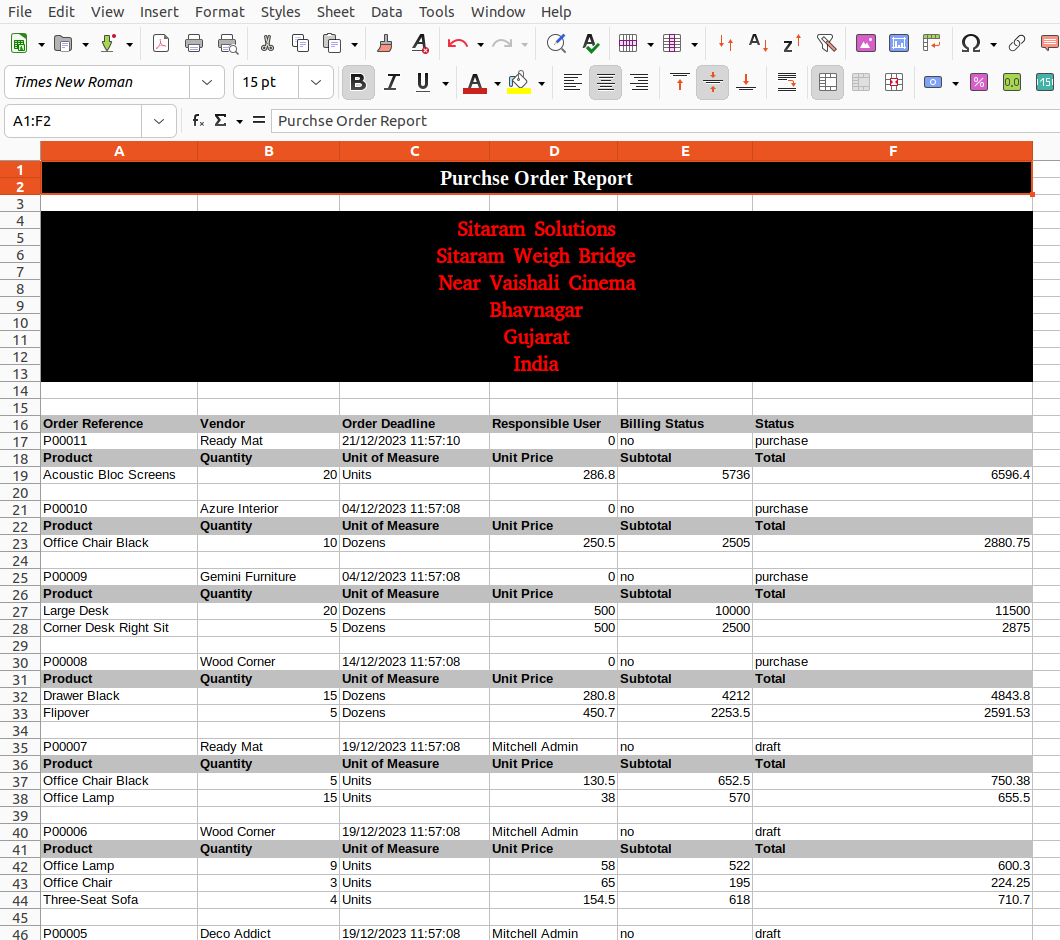 File Edit View Insert Format Styles Sheet Data Tools Window Help
Times New Roman 15 pt B I U A
A1:F2 fx Σ = Purchse Order Report
A B C D E F
1 Purchse Order Report
2
3
4 Sitaram Solutions
5 Sitaram Weigh Bridge
6 Near Vaishali Cinema
7 Bhavnagar
8 Gujarat
9 India
10
11
12
13
14
15
16 Order Reference Vendor Order Deadline Responsible User Billing Status Status
17 P00011 Ready Mat 21/12/2023 11:57:10 0 no purchase
18 Product Quantity Unit of Measure Unit Price Subtotal Total
19 Acoustic Bloc Screens 20 Units 286.8 5736 6596.4
20
21 P00010 Azure Interior 04/12/2023 11:57:08 0 no purchase
22 Product Quantity Unit of Measure Unit Price Subtotal Total
23 Office Chair Black 10 Dozens 250.5 2505 2880.75
24
25 P00009 Gemini Furniture 04/12/2023 11:57:08 0 no purchase
26 Product Quantity Unit of Measure Unit Price Subtotal Total
27 Large Desk 20 Dozens 500 10000 11500
28 Corner Desk Right Sit 5 Dozens 500 2500 2875
29
30 P00008 Wood Corner 14/12/2023 11:57:08 0 no purchase
31 Product Quantity Unit of Measure Unit Price Subtotal Total
32 Drawer Black 15 Dozens 280.8 4212 4843.8
33 Flipover 5 Dozens 450.7 2253.5 2591.53
34
35 P00007 Ready Mat 19/12/2023 11:57:08 Mitchell Admin no draft
36 Product Quantity Unit of Measure Unit Price Subtotal Total
37 Office Chair Black 5 Units 130.5 652.5 750.38
38 Office Lamp 15 Units 38 570 655.5
39
40 P00006 Wood Corner 19/12/2023 11:57:08 Mitchell Admin no draft
41 Product Quantity Unit of Measure Unit Price Subtotal Total
42 Office Lamp 9 Units 58 522 600.3
43 Office Chair 3 Units 65 195 224.25
44 Three-Seat Sofa 4 Units 154.5 618 710.7
45
46 P00005 Deco Addict 19/12/2023 11:57:08 Mitchell Admin no draft